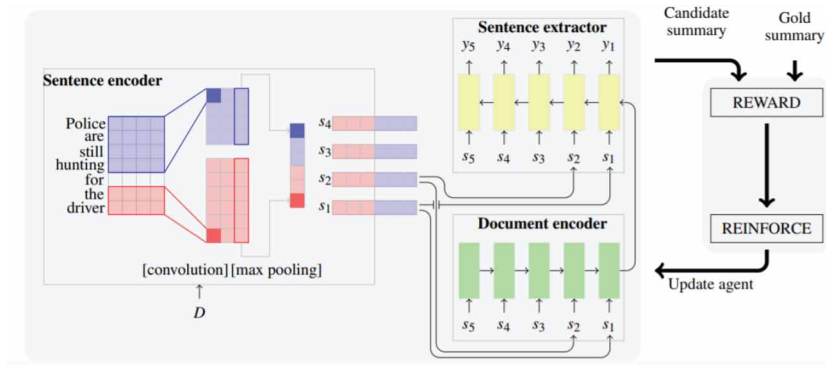 Sentence encoder
Police
are
still
hunting
for
the
driver
[convolution] [max pooling]
D
s4
s3
s2
s1
Sentence extractor
y5 y4 y3 y2 y1
s5 s4 s3 s2 s1
Document encoder
s5 s4 s3 s2 s1
Candidate
summary
Gold
summary
REWARD
REINFORCE
Update agent